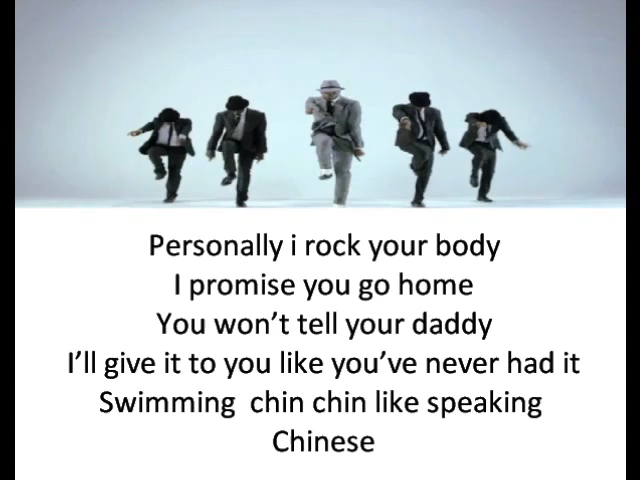 Personally i rock your body
I promise you go home
You won’t tell your daddy
I’ll give it to you like you’ve never had it
Swimming  chin chin like speaking
Chinese